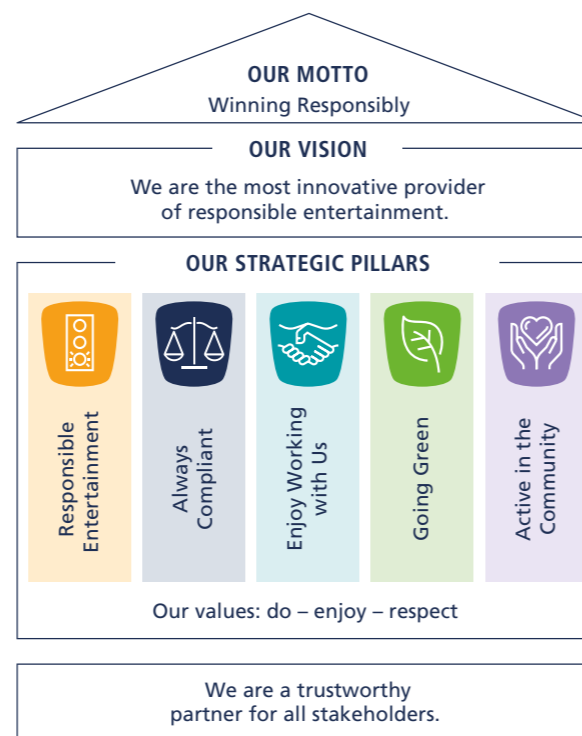 OUR MOTTO
Winning Responsibly
OUR VISION
We are the most innovative provider
of responsible entertainment.
OUR STRATEGIC PILLARS
Responsible
Entertainment
Always
Compliant
Enjoy Working
with Us
Going Green
Active in the
Community
Our values: do – enjoy – respect
We are a trustworthy
partner for all stakeholders.